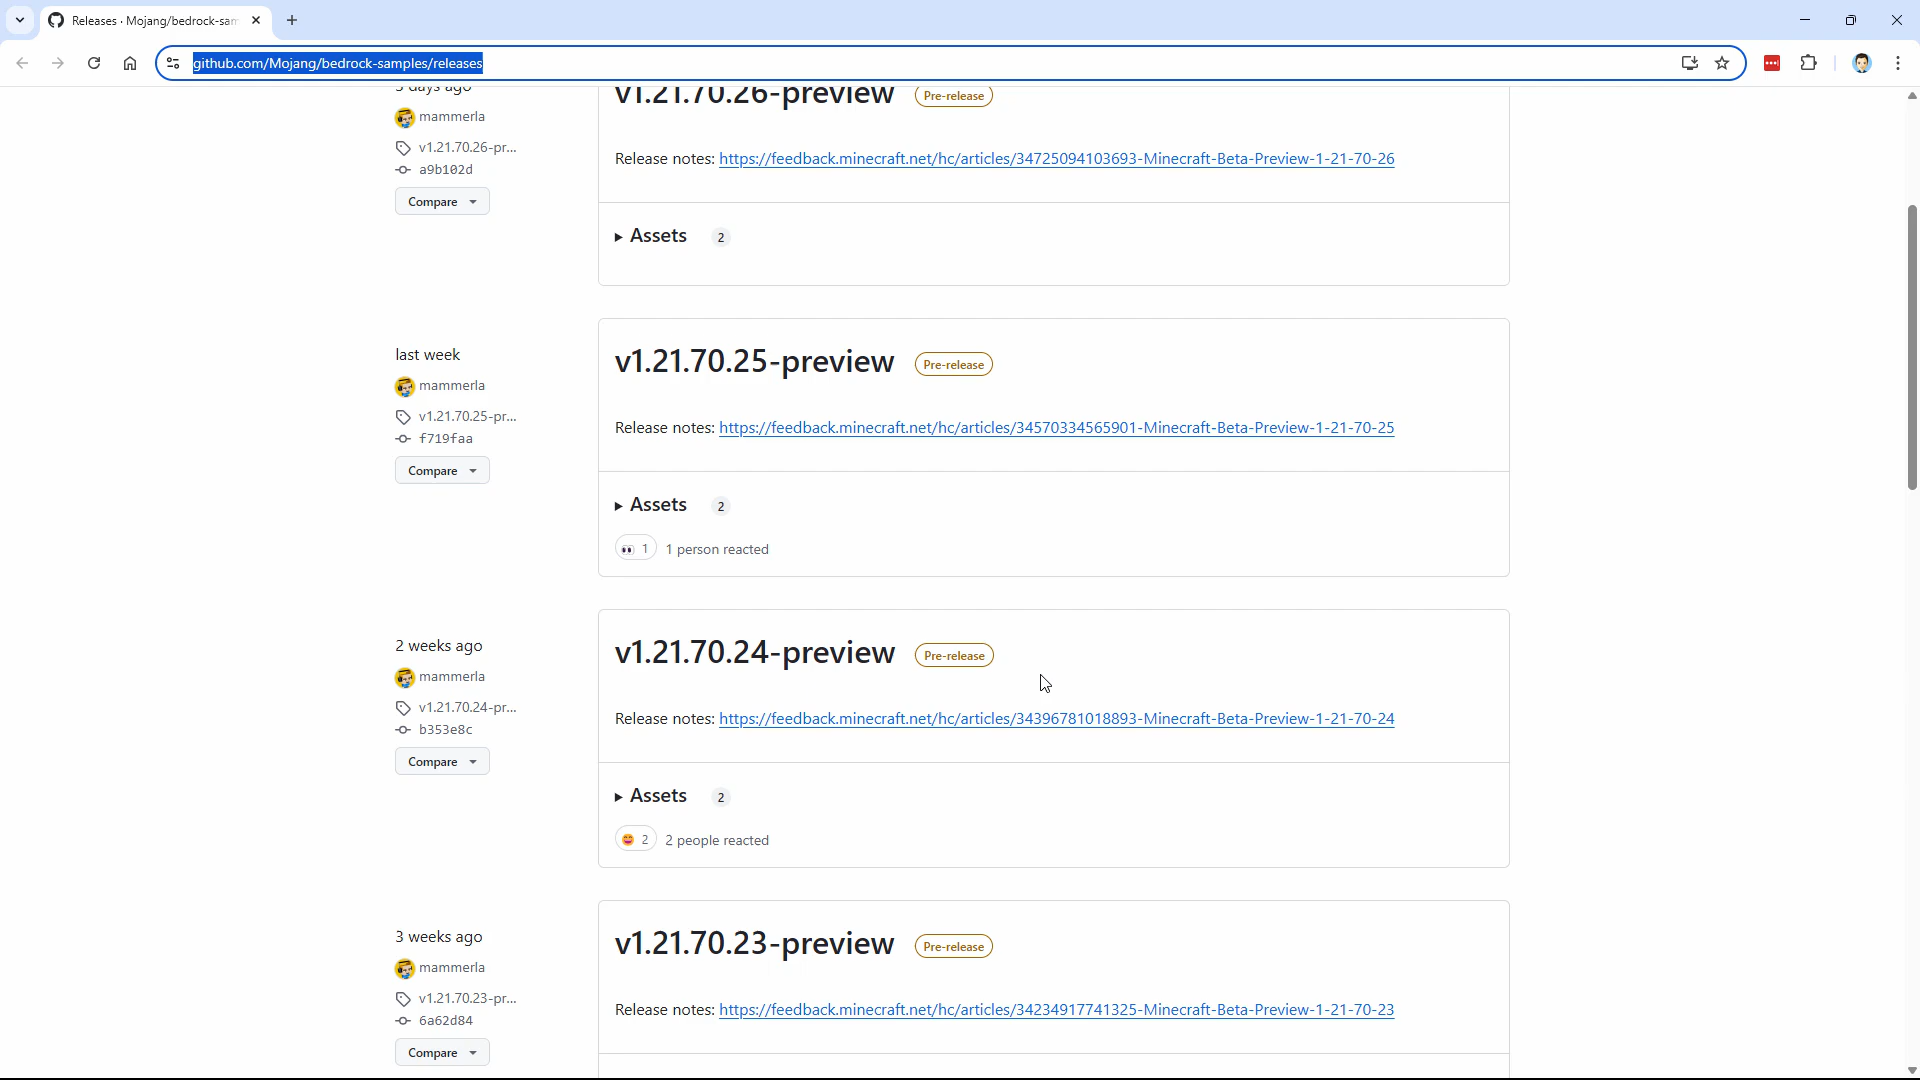 Releases · Mojang/bedrock-sam
github.com/Mojang/bedrock-samples/releases
3 days ago
mammerla
v1.21.70.26-pr...
a9b102d
Compare
v1.21.70.26-preview Pre-release
Release notes: https://feedback.minecraft.net/hc/articles/34725094103693-Minecraft-Beta-Preview-1-21-70-26
Assets 2
last week
mammerla
v1.21.70.25-pr...
f719faa
Compare
v1.21.70.25-preview Pre-release
Release notes: https://feedback.minecraft.net/hc/articles/34570334565901-Minecraft-Beta-Preview-1-21-70-25
Assets 2
👀 1 1 person reacted
2 weeks ago
mammerla
v1.21.70.24-pr...
b353e8c
Compare
v1.21.70.24-preview Pre-release
Release notes: https://feedback.minecraft.net/hc/articles/34396781018893-Minecraft-Beta-Preview-1-21-70-24
Assets 2
😄 2 2 people reacted
3 weeks ago
mammerla
v1.21.70.23-pr...
6a62d84
Compare
v1.21.70.23-preview Pre-release
Release notes: https://feedback.minecraft.net/hc/articles/34234917741325-Minecraft-Beta-Preview-1-21-70-23